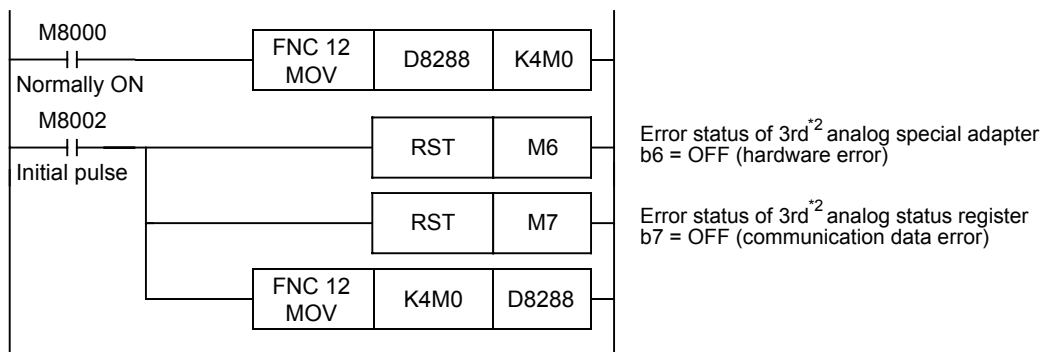 M8000
FNC 12
MOV
D8288
K4M0
Normally ON
M8002
RST
M6
Error status of 3rd*2 analog special adapter
b6 = OFF (hardware error)
Initial pulse
RST
M7
Error status of 3rd*2 analog status register
b7 = OFF (communication data error)
FNC 12
MOV
K4M0
D8288